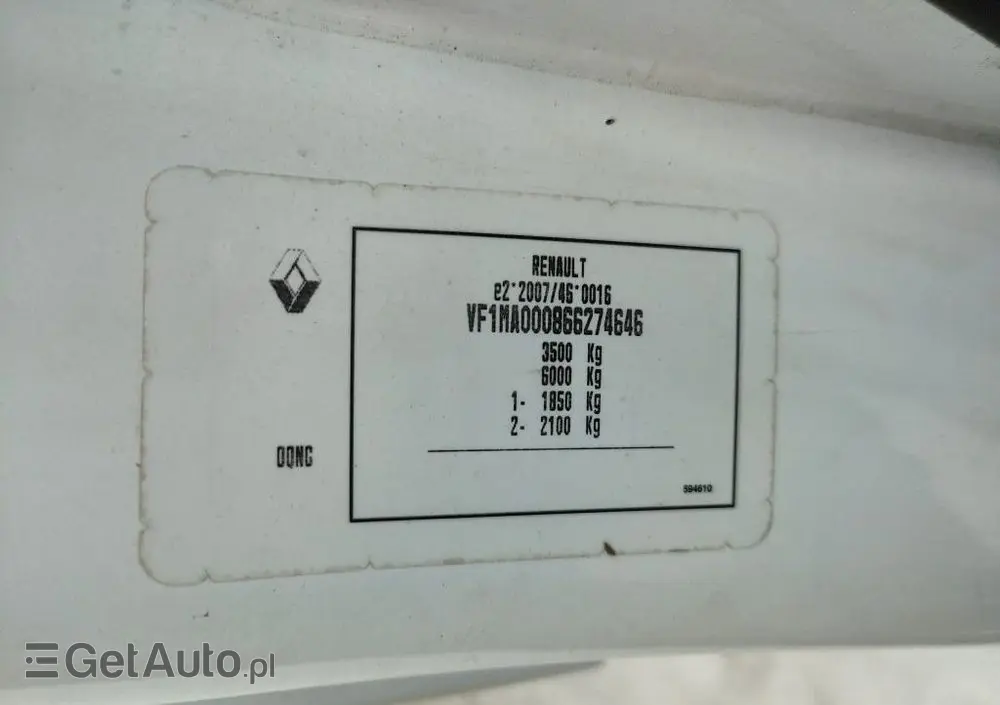 RENAULT
e2*2007/46*0016
VF1MA000866274646
3500 Kg
6000 Kg
1- 1850 Kg
2- 2100 Kg
OQNG
594610
GetAuto.pl